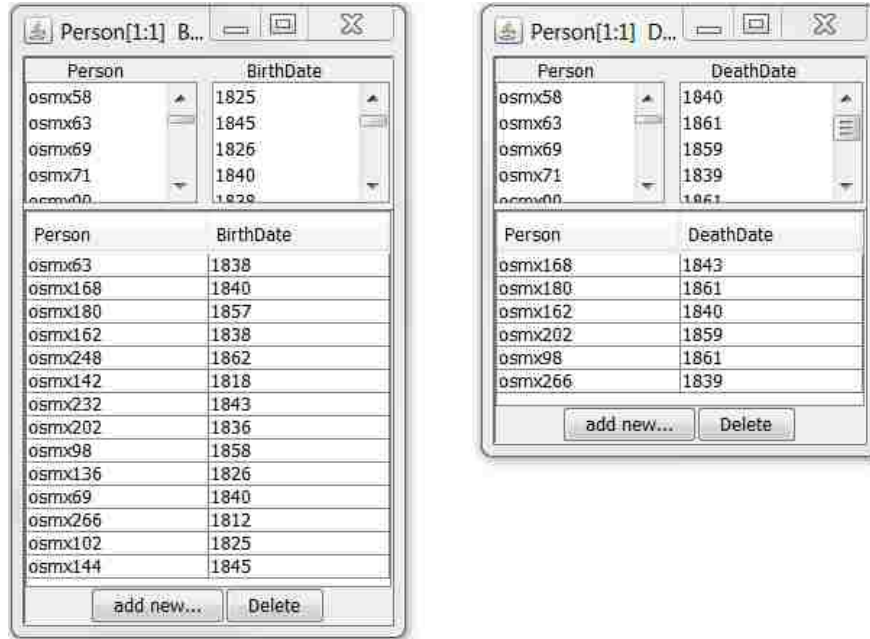 Person[1:1] B...
Person BirthDate
osmx58 1825
osmx63 1845
osmx69 1826
osmx71 1840
Person BirthDate
osmx63 1838
osmx168 1840
osmx180 1857
osmx162 1838
osmx248 1862
osmx142 1818
osmx232 1843
osmx202 1836
osmx98 1858
osmx136 1826
osmx69 1840
osmx266 1812
osmx102 1825
osmx144 1845
add new... Delete
Person[1:1] D...
Person DeathDate
osmx58 1840
osmx63 1861
osmx69 1859
osmx71 1839
1861
Person DeathDate
osmx168 1843
osmx180 1861
osmx162 1840
osmx202 1859
osmx98 1861
osmx266 1839
add new... Delete